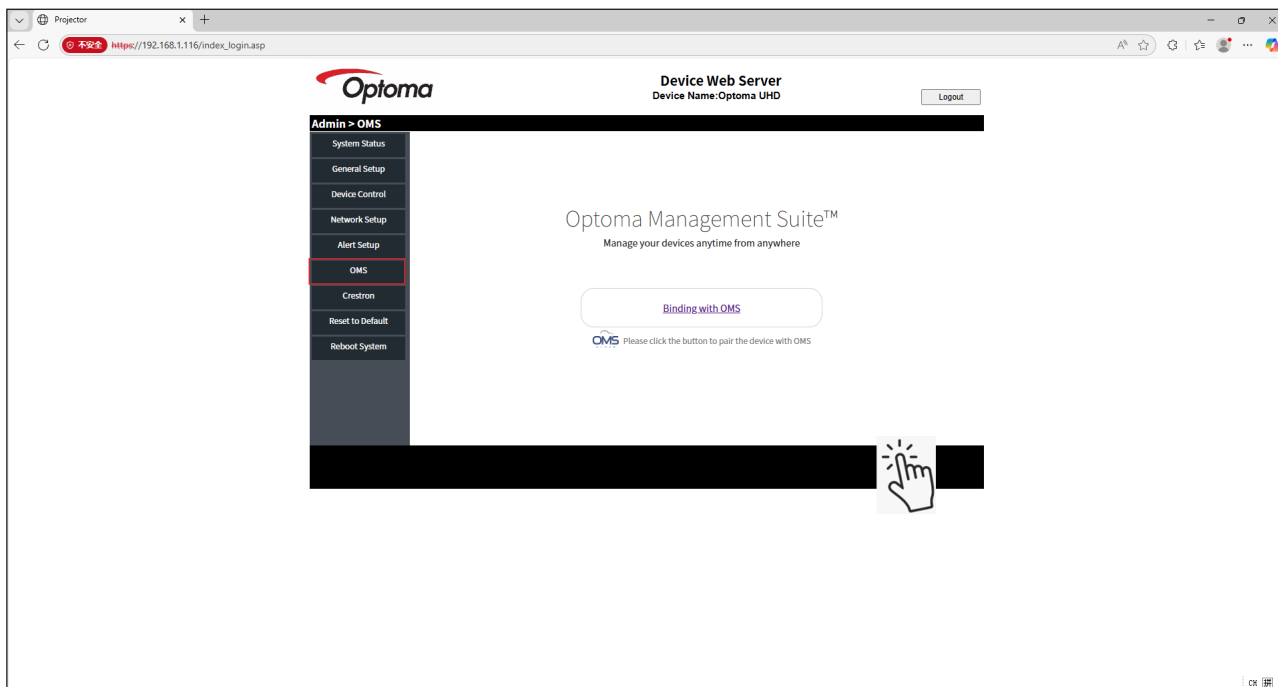 Projector
不安全 https://192.168.1.116/index_login.asp
Optoma
Device Web Server
Device Name:Optoma UHD
Logout
Admin > OMS
System Status
General Setup
Device Control
Network Setup
Alert Setup
OMS
Crestron
Reset to Default
Reboot System
Optoma Management Suite™
Manage your devices anytime from anywhere
Binding with OMS
OMS Please click the button to pair the device with OMS
CH 拼